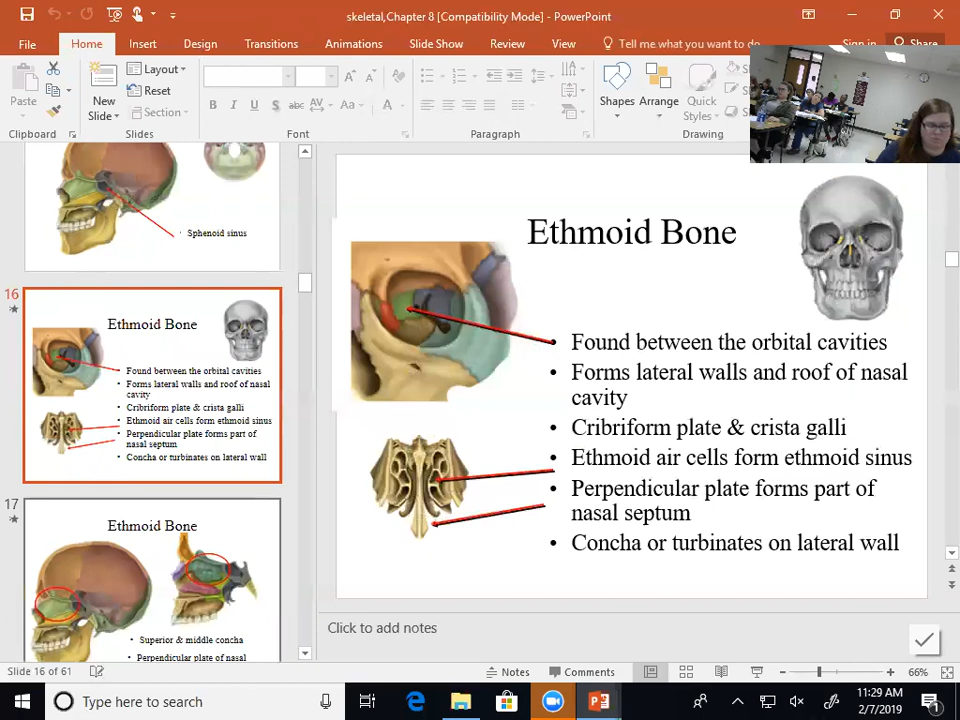 skeletal,Chapter 8 [Compatibility Mode] - PowerPoint
File Home Insert Design Transitions Animations Slide Show Review View Tell me what you want to do Sign in Share
Paste
New
Slide
Layout
Reset
Section
B I U S abc AV Aa A
Shapes Arrange Quick
Styles
Clipboard Slides Font Paragraph Drawing
· Sphenoid sinus
16
Ethmoid Bone
• Found between the orbital cavities
• Forms lateral walls and roof of nasal
cavity
• Cribriform plate & crista galli
• Ethmoid air cells form ethmoid sinus
• Perpendicular plate forms part of
nasal septum
• Concha or turbinates on lateral wall
17
Ethmoid Bone
• Superior & middle concha
• Perpendicular plate of nasal
Ethmoid Bone
• Found between the orbital cavities
• Forms lateral walls and roof of nasal
cavity
• Cribriform plate & crista galli
• Ethmoid air cells form ethmoid sinus
• Perpendicular plate forms part of
nasal septum
• Concha or turbinates on lateral wall
Click to add notes
Slide 16 of 61 Notes Comments 66%
Type here to search
11:29 AM
2/7/2019
1